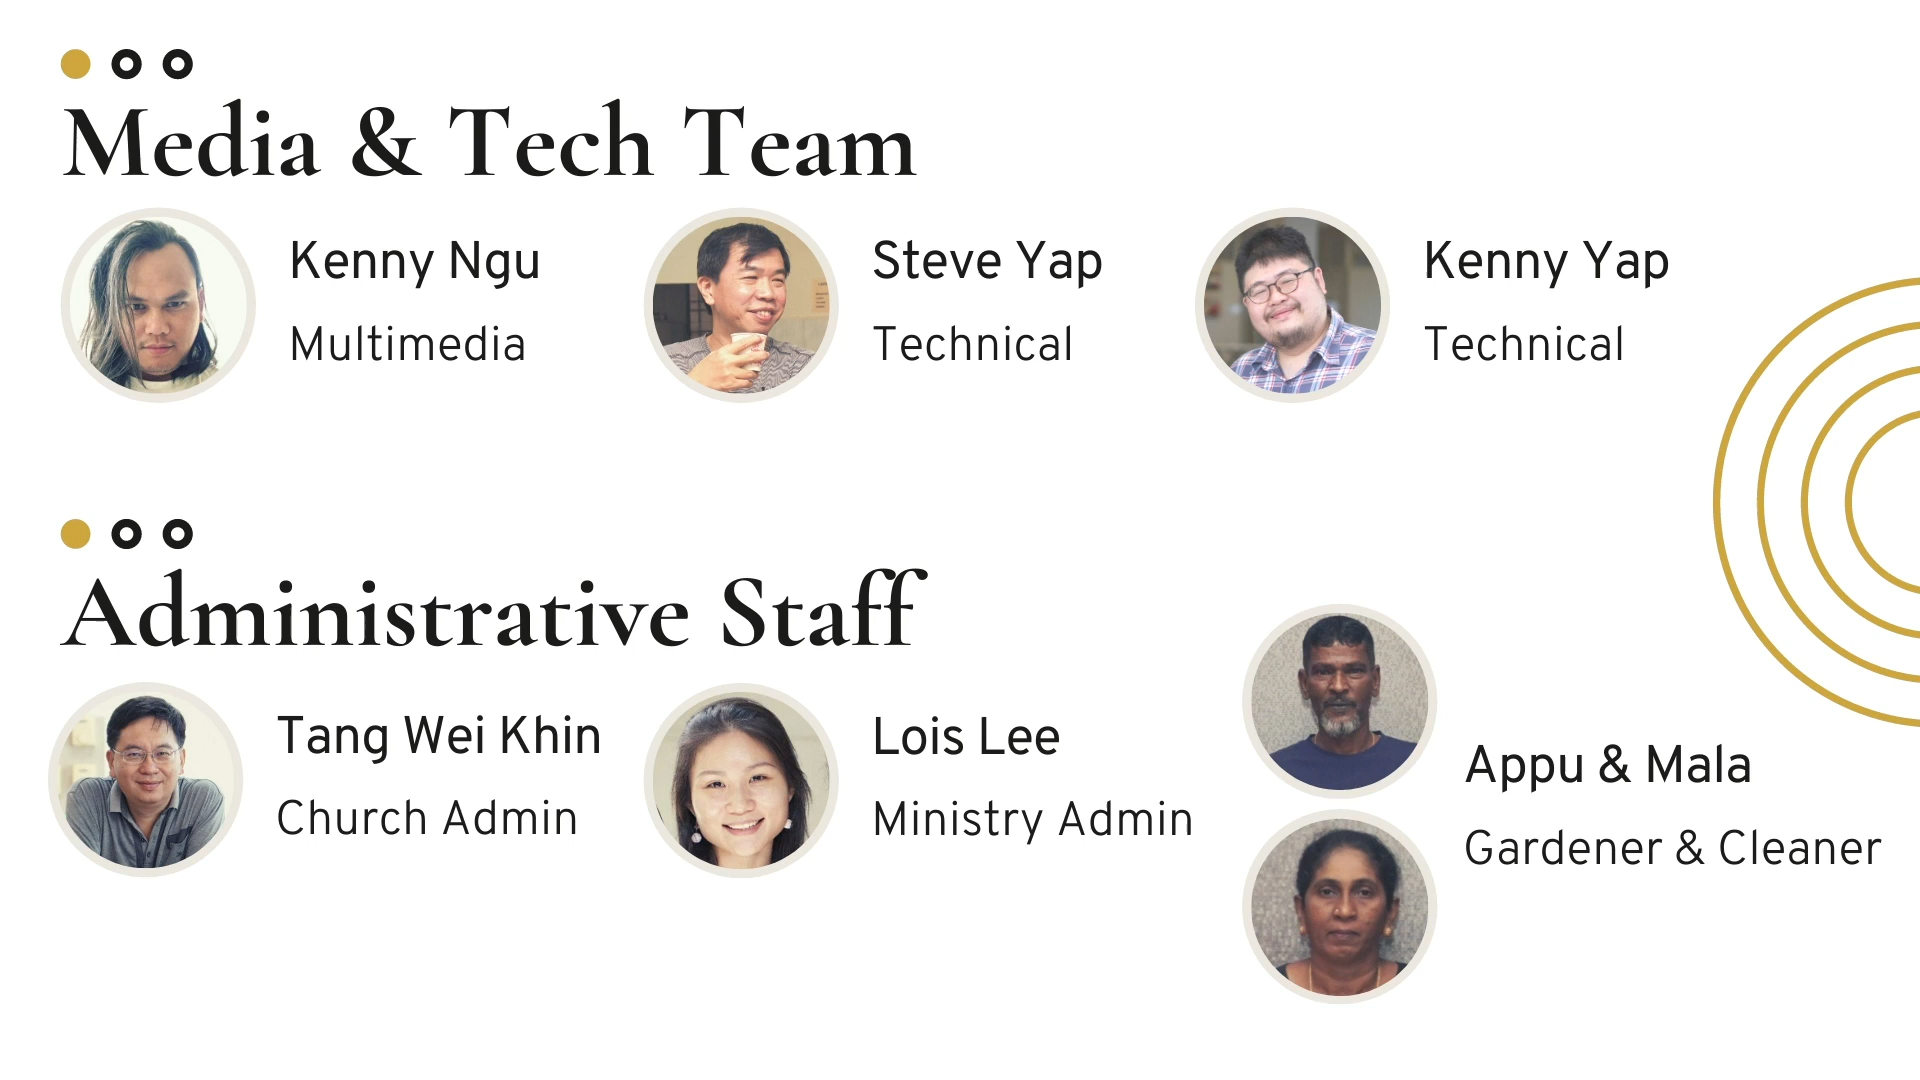 Media & Tech Team
Kenny Ngu
Multimedia
Steve Yap
Technical
Kenny Yap
Technical
Administrative Staff
Tang Wei Khin
Church Admin
Lois Lee
Ministry Admin
Appu & Mala
Gardener & Cleaner